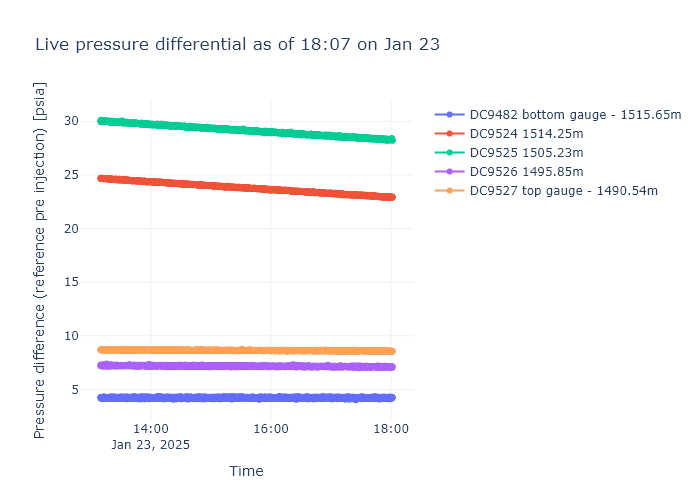 Live pressure differential as of 18:07 on Jan 23
Pressure difference (reference pre injection) [psia]
30
25
20
15
10
5
14:00
Jan 23, 2025
16:00
18:00
Time
DC9482 bottom gauge - 1515.65m
DC9524 1514.25m
DC9525 1505.23m
DC9526 1495.85m
DC9527 top gauge - 1490.54m